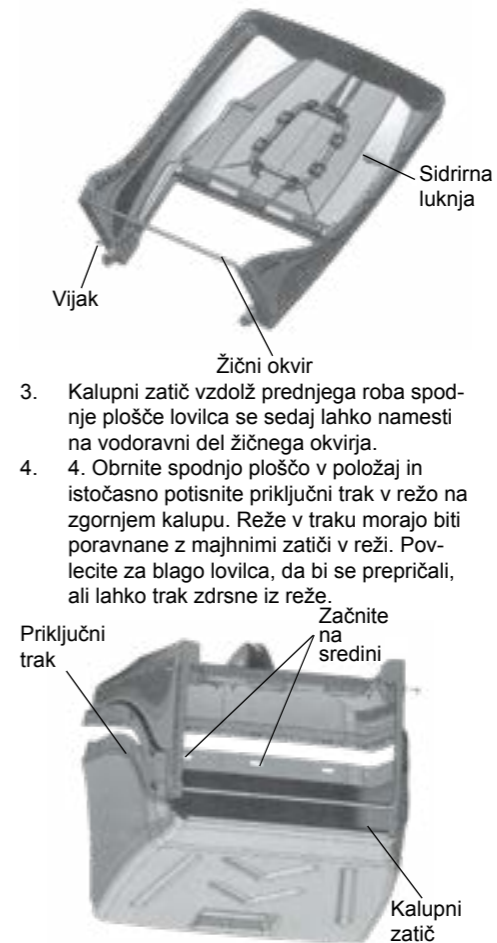 Sidrirna
luknja
Vijak
Žični okvir
3. Kalupni zatič vzdolž prednjega roba spod-
nje plošče lovilca se sedaj lahko namesti
na vodoravni del žičnega okvirja.
4. 4. Obrnite spodnjo ploščo v položaj in
istočasno potisnite priključni trak v režo na
zgornjem kalupu. Reže v traku morajo biti
poravnane z majhnimi zatiči v reži. Pov-
lecite za blago lovilca, da bi se prepričali,
ali lahko trak zdrsne iz reže.
Začnite
na
sredini
Priključni
trak
Kalupni
zatič